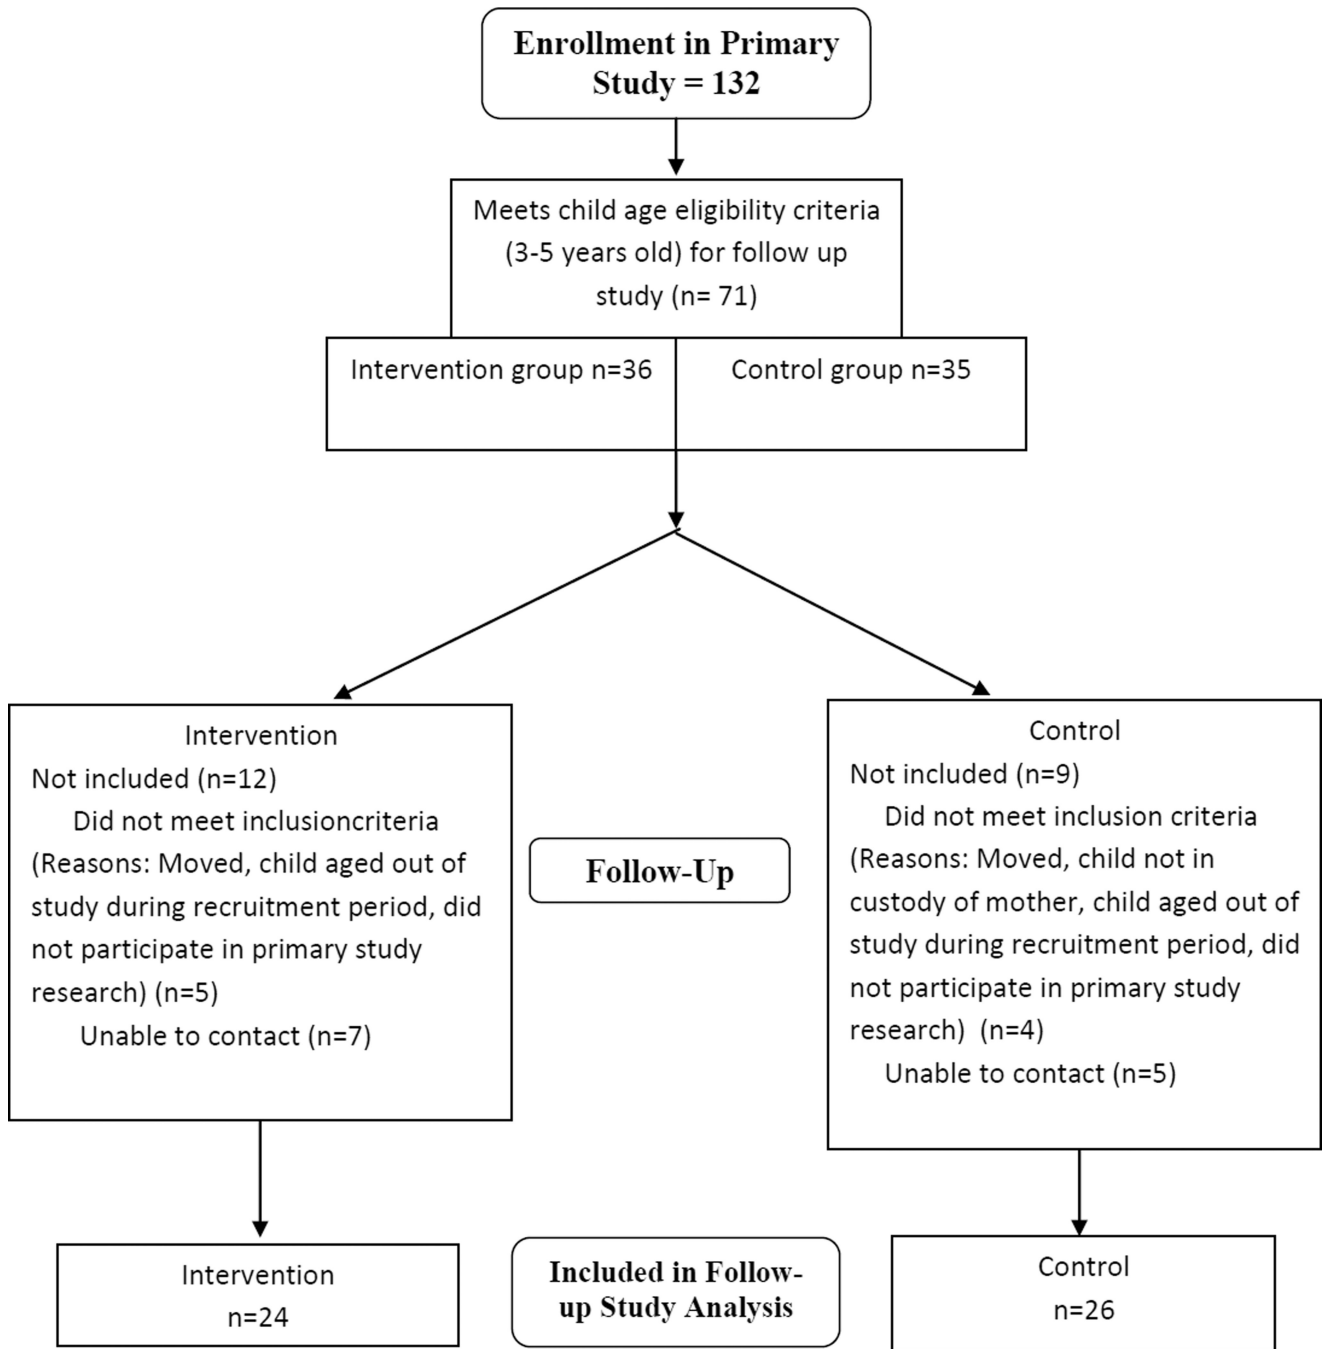 Enrollment in Primary
Study = 132
Meets child age eligibility criteria
(3-5 years old) for follow up
study (n= 71)
Intervention group n=36
Control group n=35
Intervention
Not included (n=12)
Did not meet inclusioncriteria
(Reasons: Moved, child aged out of
study during recruitment period, did
not participate in primary study
research) (n=5)
Unable to contact (n=7)
Follow-Up
Control
Not included (n=9)
Did not meet inclusion criteria
(Reasons: Moved, child not in
custody of mother, child aged out of
study during recruitment period, did
not participate in primary study
research)  (n=4)
Unable to contact (n=5)
Intervention
n=24
Included in Follow-
up Study Analysis
Control
n=26